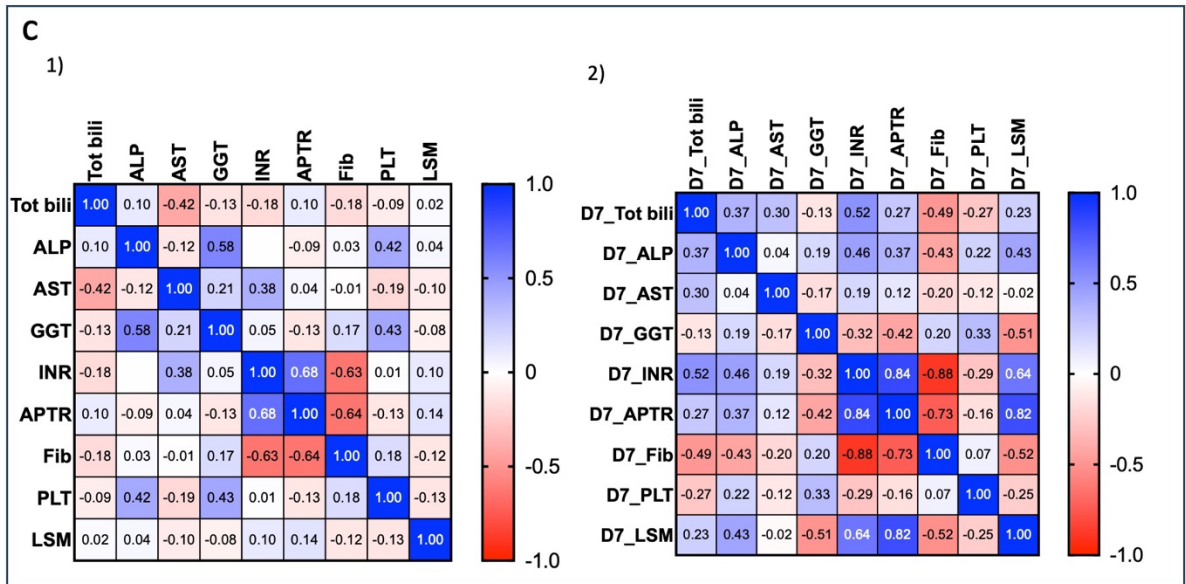 C
1)
Tot bili ALP AST GGT INR APTR Fib PLT LSM
Tot bili 1.00 0.10 -0.42 -0.13 -0.18 0.10 -0.18 -0.09 0.02
ALP 0.10 1.00 -0.12 0.58 -0.09 0.03 0.42 0.04
AST -0.42 -0.12 1.00 0.21 0.38 0.04 -0.01 -0.19 -0.10
GGT -0.13 0.58 0.21 1.00 0.05 -0.13 0.17 0.43 -0.08
INR -0.18 0.38 0.05 1.00 0.68 -0.63 0.01 0.10
APTR 0.10 -0.09 0.04 -0.13 0.68 1.00 -0.64 -0.13 0.14
Fib -0.18 0.03 -0.01 0.17 -0.63 -0.64 1.00 0.18 -0.12
PLT -0.09 0.42 -0.19 0.43 0.01 -0.13 0.18 1.00 -0.13
LSM 0.02 0.04 -0.10 -0.08 0.10 0.14 -0.12 -0.13 1.00
1.0
0.5
0
-0.5
-1.0
2)
D7_Tot bili D7_ALP D7_AST D7_GGT D7_INR D7_APTR D7_Fib D7_PLT D7_LSM
D7_Tot bili 1.00 0.37 0.30 -0.13 0.52 0.27 -0.49 -0.27 0.23
D7_ALP 0.37 1.00 0.04 0.19 0.46 0.37 -0.43 0.22 0.43
D7_AST 0.30 0.04 1.00 -0.17 0.19 0.12 -0.20 -0.12 -0.02
D7_GGT -0.13 0.19 -0.17 1.00 -0.32 -0.42 0.20 0.33 -0.51
D7_INR 0.52 0.46 0.19 -0.32 1.00 0.84 -0.88 -0.29 0.64
D7_APTR 0.27 0.37 0.12 -0.42 0.84 1.00 -0.73 -0.16 0.82
D7_Fib -0.49 -0.43 -0.20 0.20 -0.88 -0.73 1.00 0.07 -0.52
D7_PLT -0.27 0.22 -0.12 0.33 -0.29 -0.16 0.07 1.00 -0.25
D7_LSM 0.23 0.43 -0.02 -0.51 0.64 0.82 -0.52 -0.25 1.00
1.0
0.5
0
-0.5
-1.0